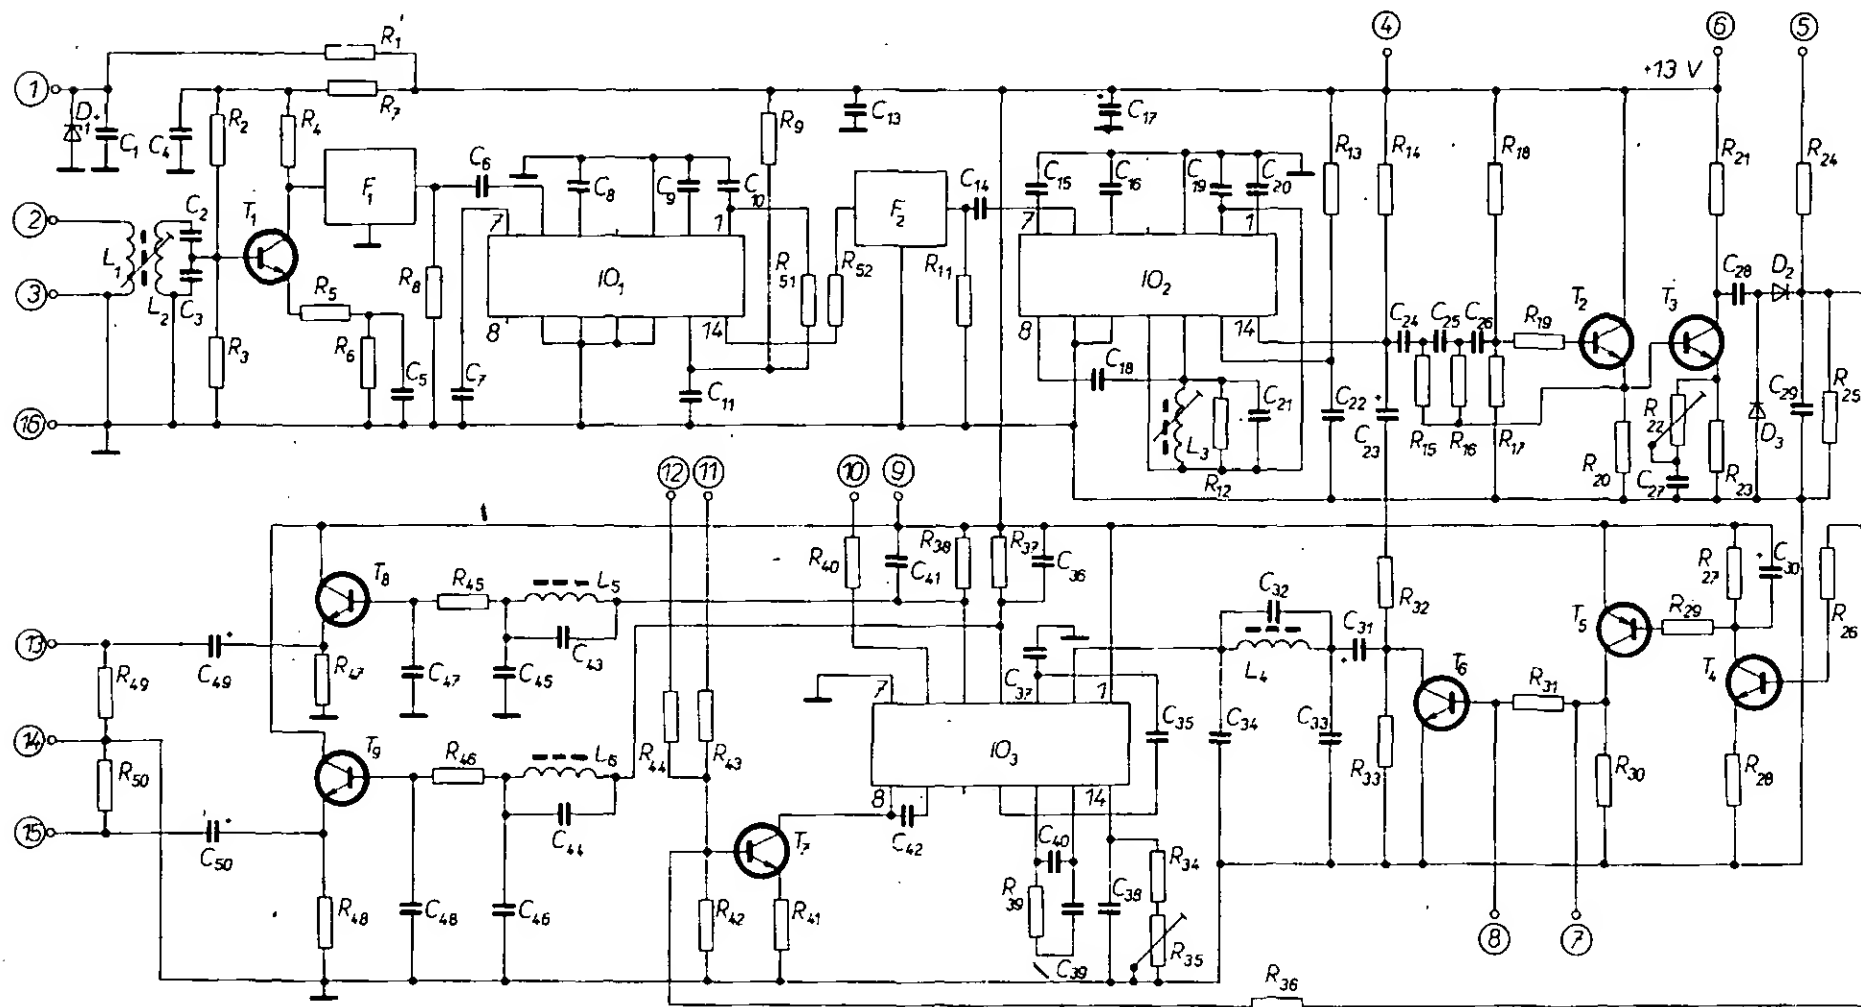 ④ ⑥ ⑤
R1
+13 V
① D1 + C1 C4 R2 R4 R7 R9 C13 C17 R13 R14 R18 R21 R24
F1 C6 C8 C9 C10 F2 C14 C15 C16 C19 C20
② L1 L2 C2 T1 7 1 7 1
③ C3 R5 R8 IO1 R51 R52 R11 IO2 C28 D2
8 14 8 14 C24 C25 C26 R19 T2 T3
R3 R6 C5 C7 C11 C18 L3 C21 C22 C29 R25
⑯ R12 C23 R15 R16 R17 R20 R22 C27 R23 D3
⑫ ⑪ ⑩ ⑨
T8 R45 L5 R40 C41 R38 R37 C36 C32 R32 R27 C30 R26
⑬ C49 R47 C47 C45 C43 C37 L4 C31 T5 R29
R49 7 1 T6 R31 T4
⑭ T9 R46 L6 R44 R43 IO3 C35 C34 C33 R33 R30 R28
R50 8 14
⑮ C50 C44 T7 C42 C40 R34
R48 C48 C46 R42 R41 R39 C39 C38 R35 ⑧ ⑦
R36